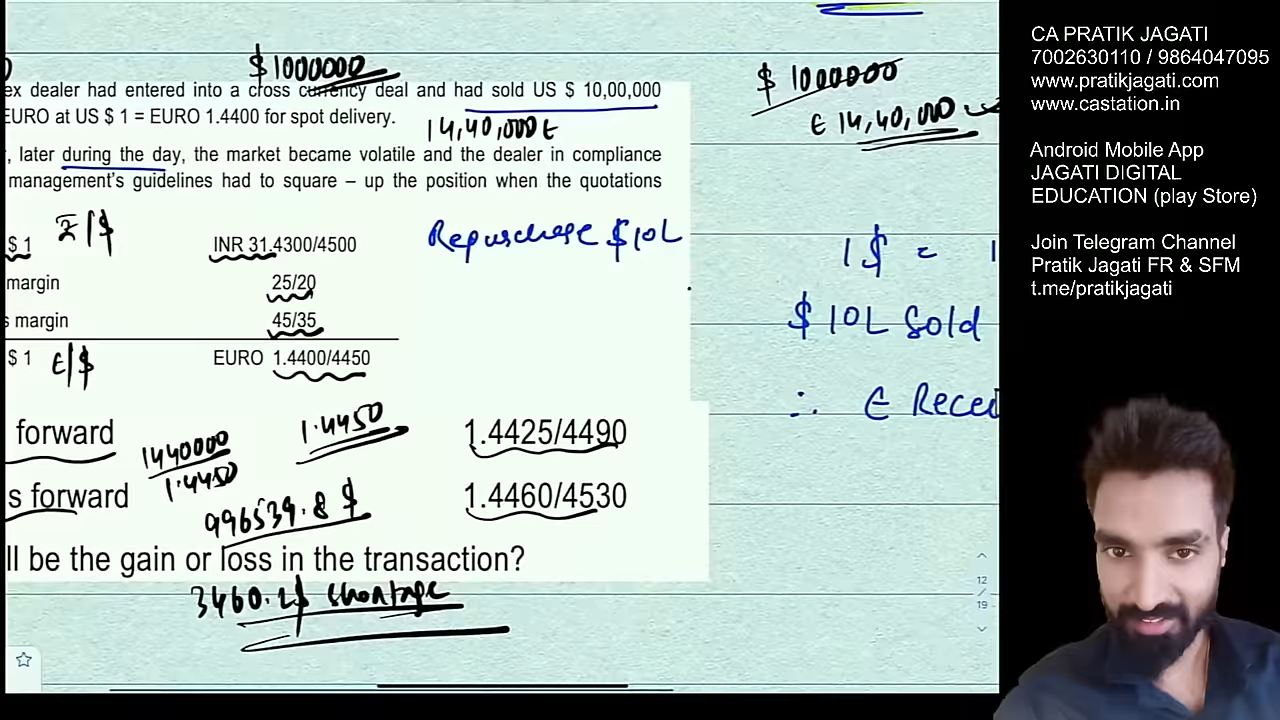 $ 1000000
ex dealer had entered into a cross currency deal and had sold US $ 10,00,000
EURO at US $ 1 = EURO 1.4400 for spot delivery.
14,40,000 €
, later during the day, the market became volatile and the dealer in compliance
management's guidelines had to square – up the position when the quotations
$ 1 ₹/$ INR 31.4300/4500
margin 25/20
s margin 45/35
$ 1 €/$ EURO 1.4400/4450
Repurchase $10L
forward 1.4425/4490
1440000
1.4450
1.4450
s forward 1.4460/4530
996539.8 $
ll be the gain or loss in the transaction?
3460.2$ shortage
$ 1000000
€ 14,40,000
1$ = 1
$ 10L Sold
∴ € Recei
12
/
19
CA PRATIK JAGATI
7002630110 / 9864047095
www.pratikjagati.com
www.castation.in
Android Mobile App
JAGATI DIGITAL
EDUCATION (play Store)
Join Telegram Channel
Pratik Jagati FR & SFM
t.me/pratikjagati